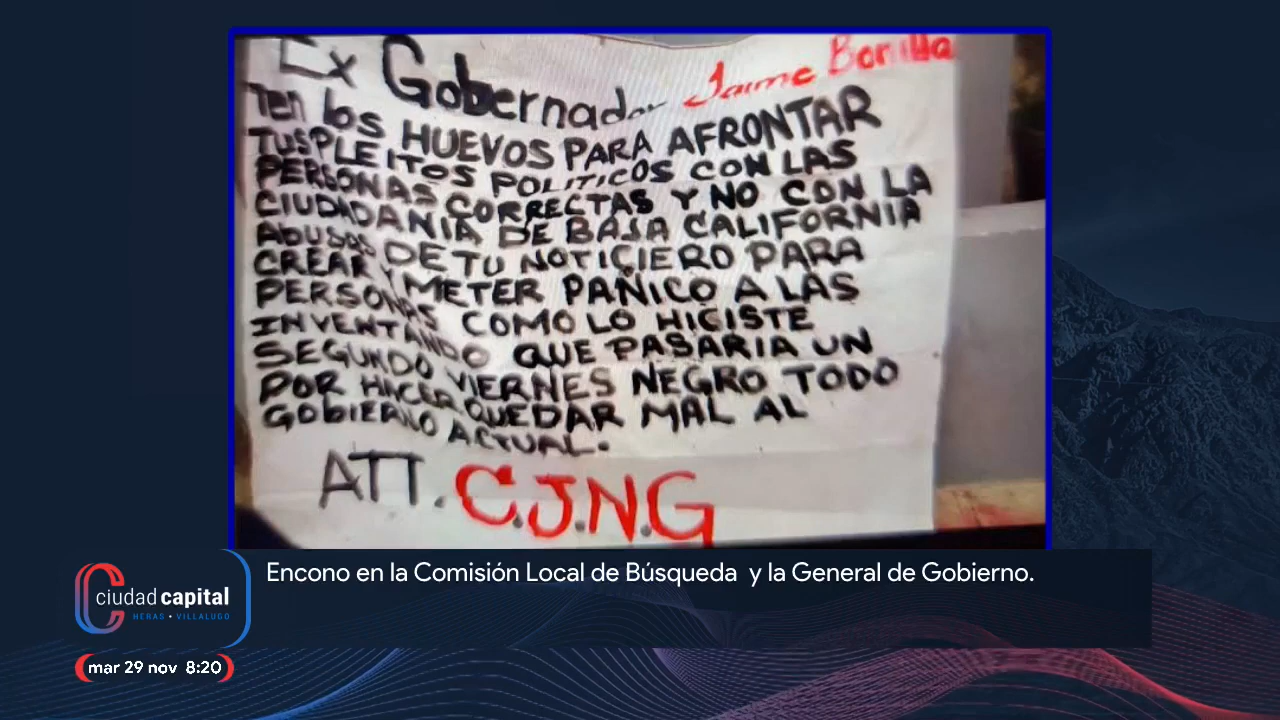 Ex Gobernador Jaime Bonilla
Ten los HUEVOS PARA AFRONTAR
TUS PLEITOS POLITICOS CON LAS
PERSONAS CORRECTAS Y NO CON LA
CIUDADANIA DE BAJA CALIFORNIA
ABUSAS DE TU NOTICIERO PARA
CREAR Y METER PAÑICO A LAS
PERSONAS COMO LO HICISTE
INVENTANDO QUE PASARIA UN
SEGUNDO VIERNES NEGRO TODO
POR HACER QUEDAR MAL AL
GOBIERNO ACTUAL.
ATT. C.J.N.G
Encono en la Comisión Local de Búsqueda y la General de Gobierno.
ciudad capital
HERAS • VILLALUGO
mar 29 nov 8:20